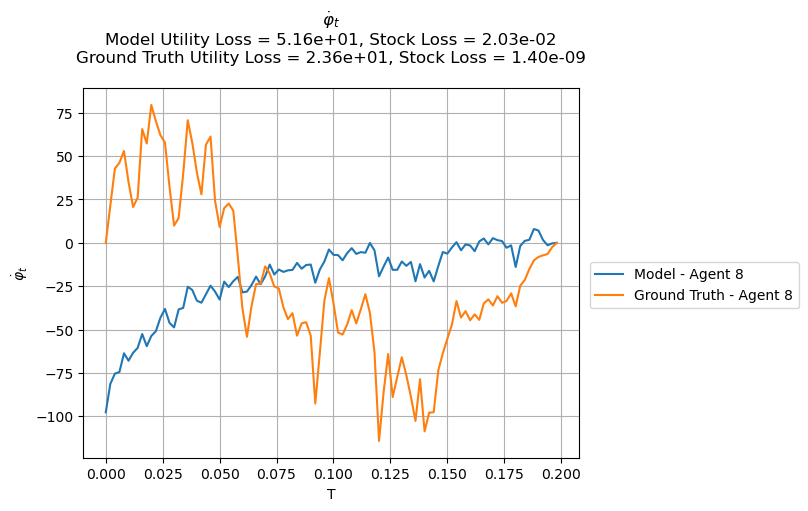 φ̇ₜ
Model Utility Loss = 5.16e+01, Stock Loss = 2.03e-02
Ground Truth Utility Loss = 2.36e+01, Stock Loss = 1.40e-09
φ̇ₜ
75
50
25
0
−25
−50
−75
−100
0.000
0.025
0.050
0.075
0.100
0.125
0.150
0.175
0.200
T
Model - Agent 8
Ground Truth - Agent 8